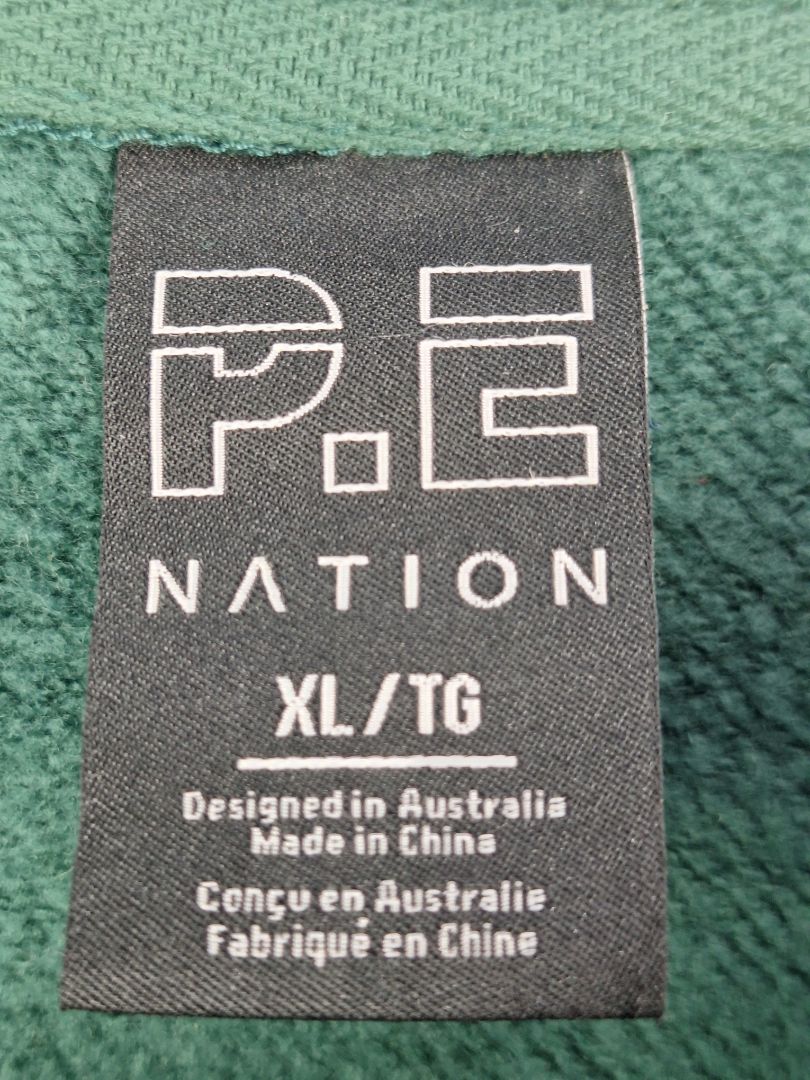 P.E
NATION
XL/TG
Designed in Australia
Made in China
Conçu en Australie
Fabriqué en Chine